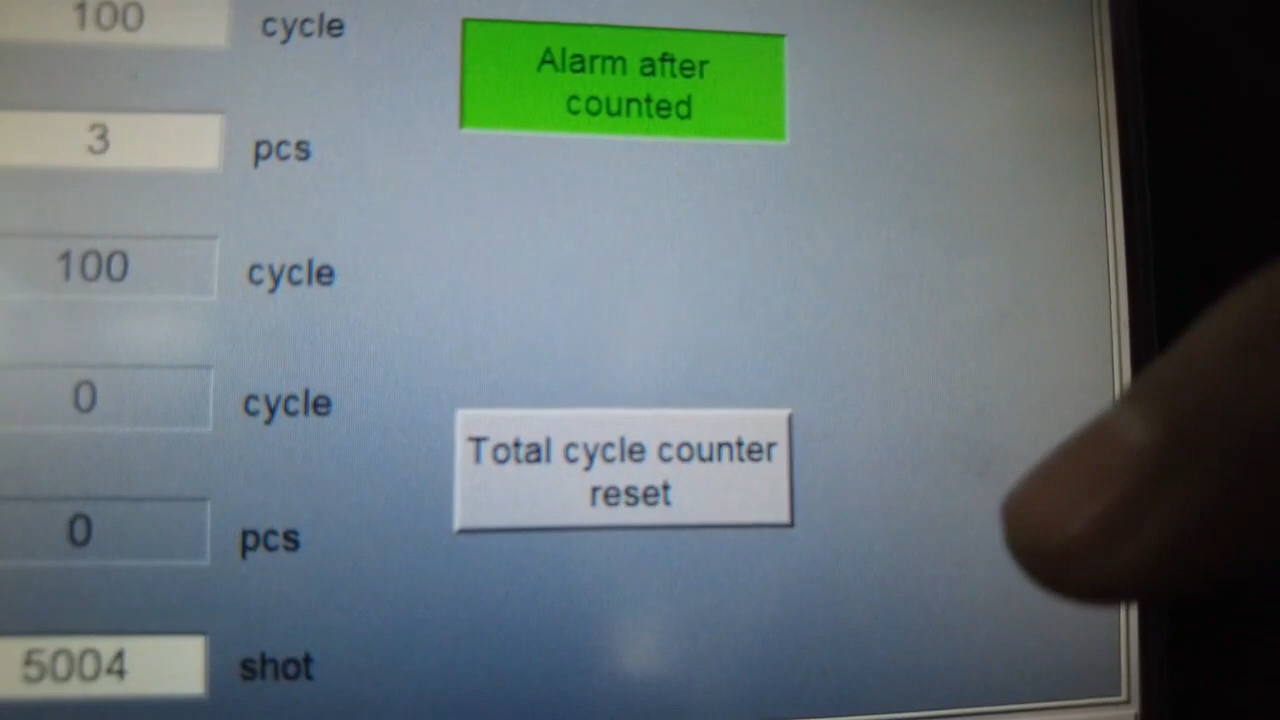 100 cycle
Alarm after
counted
3 pcs
100 cycle
0 cycle
Total cycle counter
reset
0 pcs
5004 shot